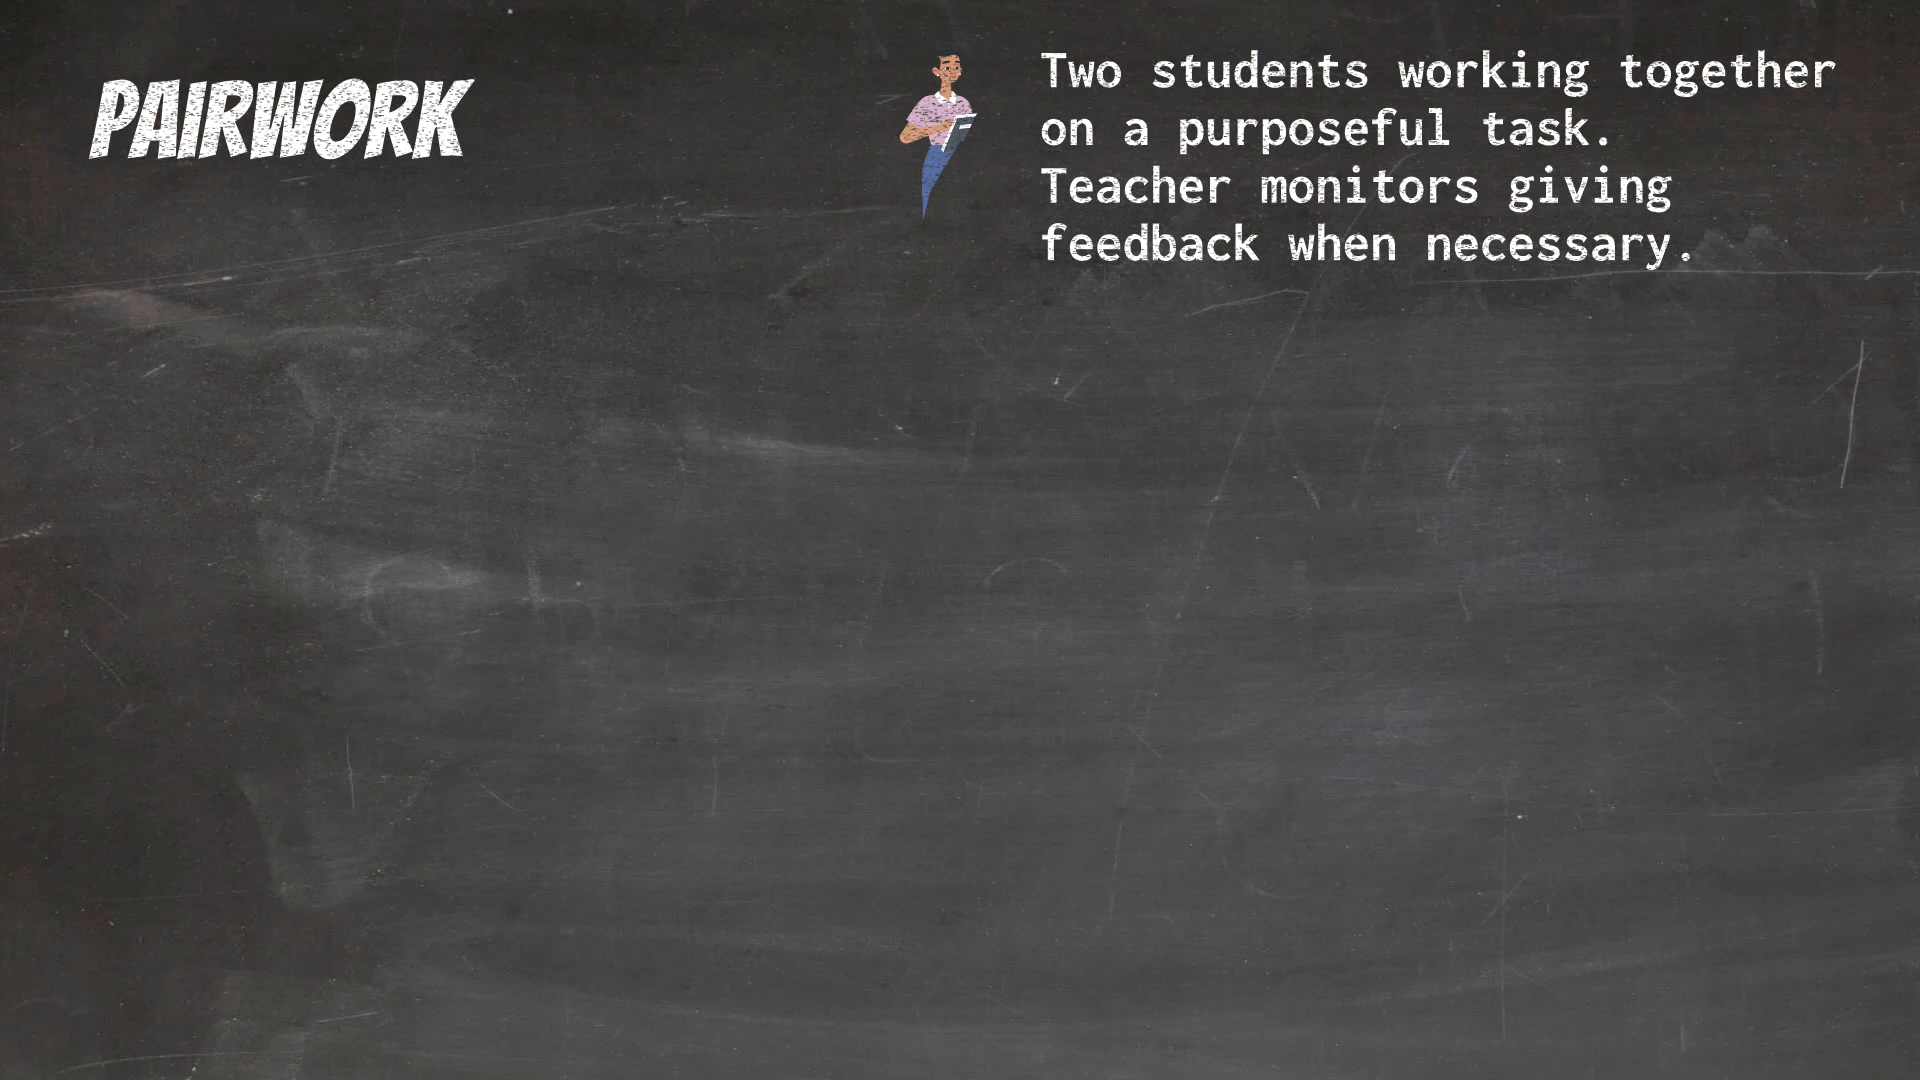 PAIRWORK
Two students working together
on a purposeful task.
Teacher monitors giving
feedback when necessary.